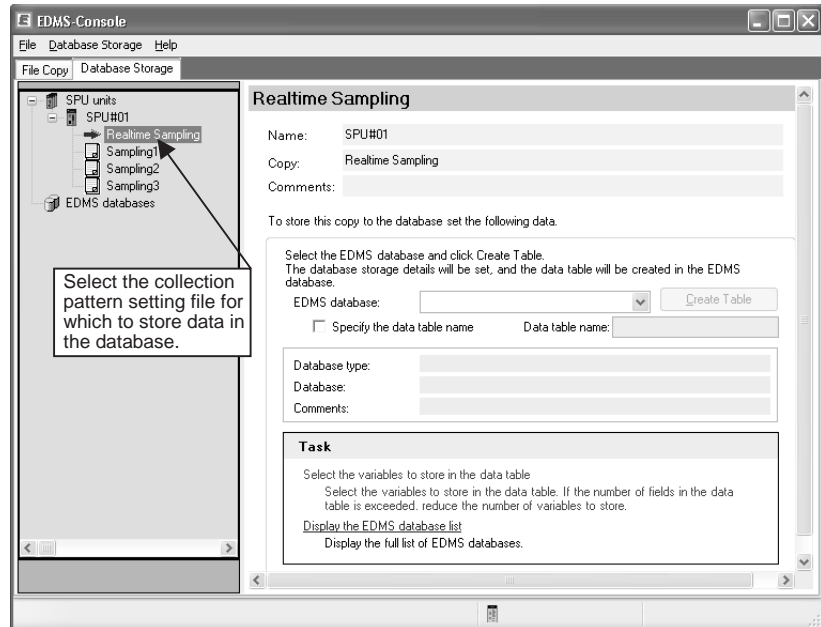 EDMS-Console
File Database Storage Help
File Copy Database Storage
SPU units
SPU#01
Realtime Sampling
Sampling1
Sampling2
Sampling3
EDMS databases
Select the collection
pattern setting file for
which to store data in
the database.
Realtime Sampling
Name: SPU#01
Copy: Realtime Sampling
Comments:
To store this copy to the database set the following data.
Select the EDMS database and click Create Table.
The database storage details will be set, and the data table will be created in the EDMS
database.
EDMS database: Create Table
Specify the data table name Data table name:
Database type:
Database:
Comments:
Task
Select the variables to store in the data table
Select the variables to store in the data table. If the number of fields in the data
table is exceeded. reduce the number of variables to store.
Display the EDMS database list
Display the full list of EDMS databases.